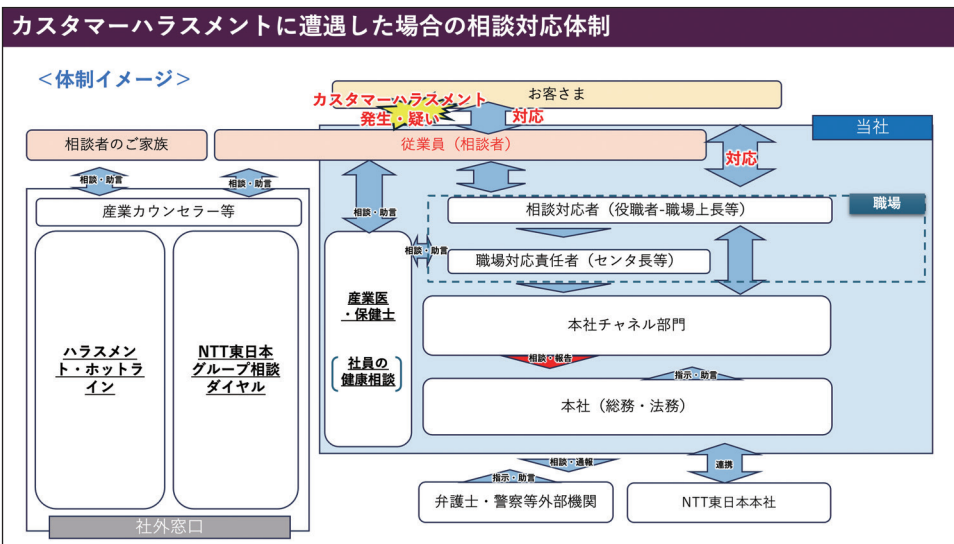 カスタマーハラスメントに遭遇した場合の相談対応体制
<体制イメージ>
お客さま
カスタマーハラスメント
発生・疑い
対応
当社
相談者のご家族
従業員（相談者）
対応
相談・助言
相談・助言
相談・助言
産業カウンセラー等
相談対応者（役職者-職場上長等）
職場
相談・助言
職場対応責任者（センタ長等）
産業医
・保健士
社員の
健康相談
ハラスメン
ト・ホットラ
イン
NTT東日本
グループ相談
ダイヤル
本社チャネル部門
相談・報告
指示・助言
本社（総務・法務）
相談・通報
指示・助言
連携
弁護士・警察等外部機関
NTT東日本本社
社外窓口